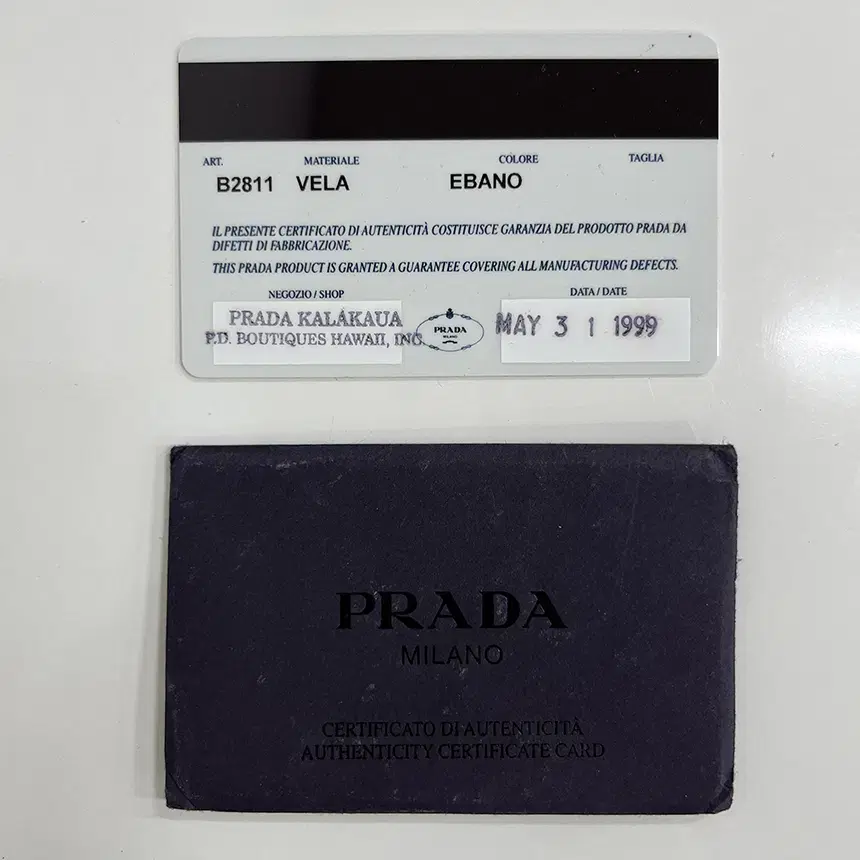 ART. MATERIALE COLORE TAGLIA
B2811 VELA EBANO
IL PRESENTE CERTIFICATO DI AUTENTICITÀ COSTITUISCE GARANZIA DEL PRODOTTO PRADA DA
DIFETTI DI FABBRICAZIONE.
THIS PRADA PRODUCT IS GRANTED A GUARANTEE COVERING ALL MANUFACTURING DEFECTS.
NEGOZIO / SHOP DATA / DATE
PRADA KALAKAUA
P.D. BOUTIQUES HAWAII, INC.
PRADA
MILANO
MAY 3 1 1999
PRADA
MILANO
CERTIFICATO DI AUTENTICITÀ
AUTHENTICITY CERTIFICATE CARD